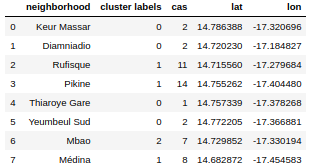 neighborhood cluster labels cas lat lon
0 Keur Massar 0 2 14.786388 -17.320696
1 Diamniadio 0 2 14.720230 -17.184827
2 Rufisque 1 11 14.715560 -17.279684
3 Pikine 1 14 14.755262 -17.404480
4 Thiaroye Gare 0 1 14.757339 -17.378268
5 Yeumbeul Sud 0 2 14.772205 -17.366881
6 Mbao 2 7 14.729852 -17.330194
7 Médina 1 8 14.682872 -17.454583